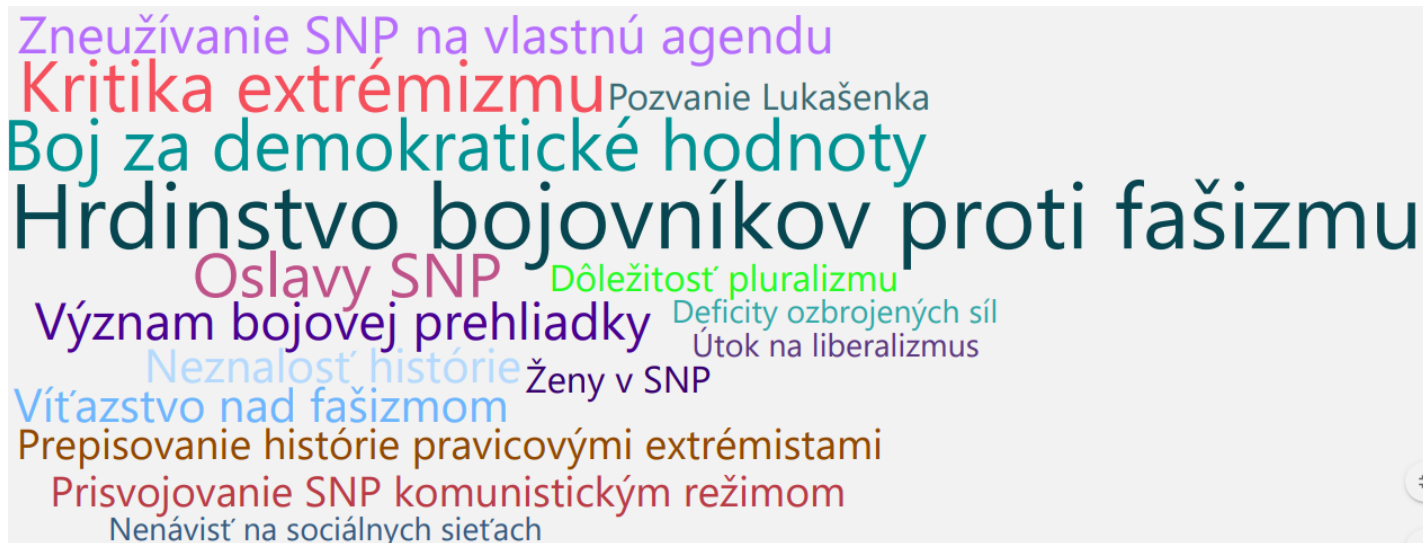 Zneužívanie SNP na vlastnú agendu
Kritika extrémizmu
Pozvanie Lukašenka
Boj za demokratické hodnoty
Hrdinstvo bojovníkov proti fašizmu
Oslavy SNP
Dôležitosť pluralizmu
Význam bojovej prehliadky
Deficity ozbrojených síl
Útok na liberalizmus
Neznalosť histórie
Ženy v SNP
Víťazstvo nad fašizmom
Prepisovanie histórie pravicovými extrémistami
Prisvojovanie SNP komunistickým režimom
Nenávisť na sociálnych sieťach